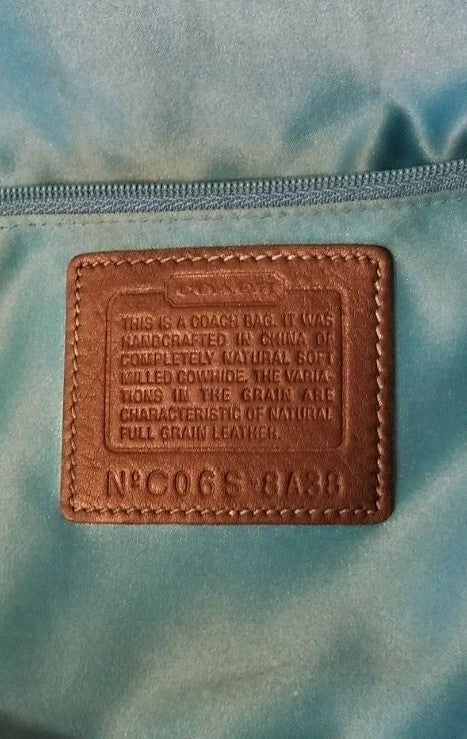 COACH
THIS IS A COACH BAG. IT WAS
HANDCRAFTED IN CHINA OF
COMPLETELY NATURAL SOFT
MILLED COWHIDE, THE VARIA-
TIONS IN THE GRAIN ARE
CHARACTERISTIC OF NATURAL
FULL GRAIN LEATHER.
NºC06S-8A38